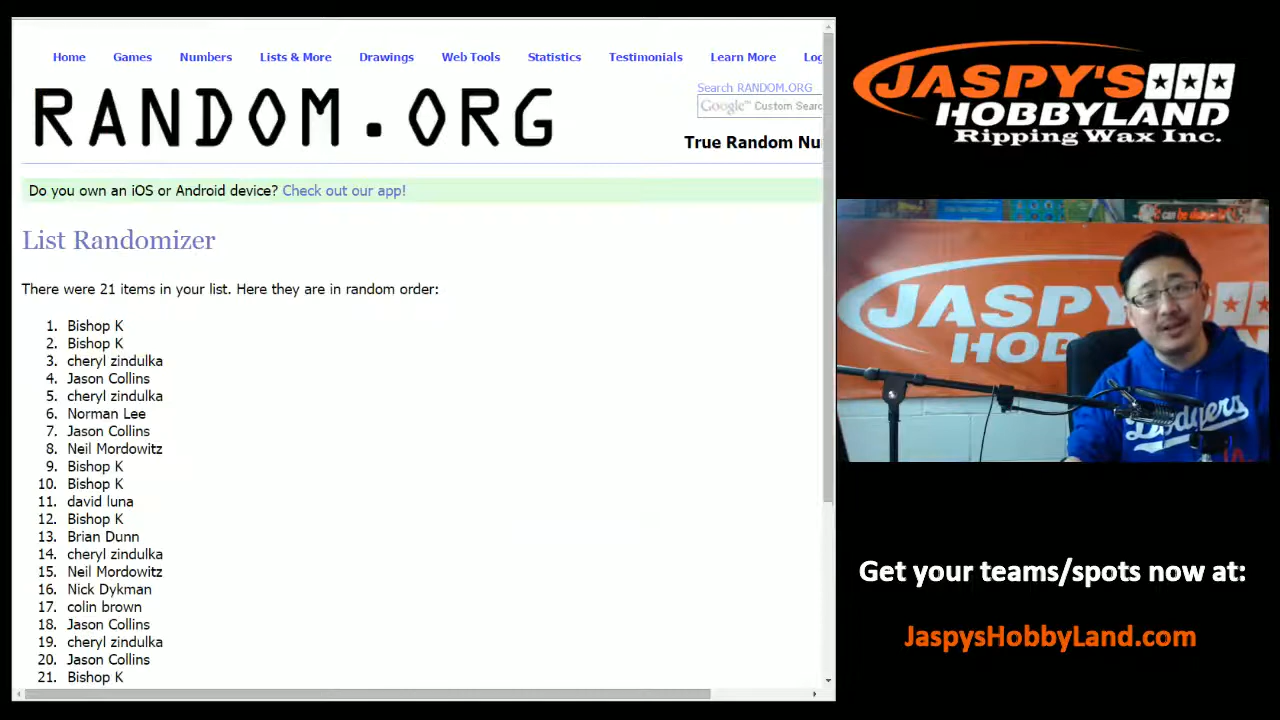 Home Games Numbers Lists & More Drawings Web Tools Statistics Testimonials Learn More
RANDOM.ORG
Search RANDOM.ORG
Google™ Custom
True Random
Do you own an iOS or Android device? Check out our app!
List Randomizer
There were 21 items in your list. Here they are in random order:
1. Bishop K
2. Bishop K
3. cheryl zindulka
4. Jason Collins
5. cheryl zindulka
6. Norman Lee
7. Jason Collins
8. Neil Mordowitz
9. Bishop K
10. Bishop K
11. david luna
12. Bishop K
13. Brian Dunn
14. cheryl zindulka
15. Neil Mordowitz
16. Nick Dykman
17. colin brown
18. Jason Collins
19. cheryl zindulka
20. Jason Collins
21. Bishop K
JASPY'S
HOBBYLAND
Ripping Wax Inc.
JASPY
HOB
Dodgers
Get your teams/spots now at:
JaspysHobbyLand.com